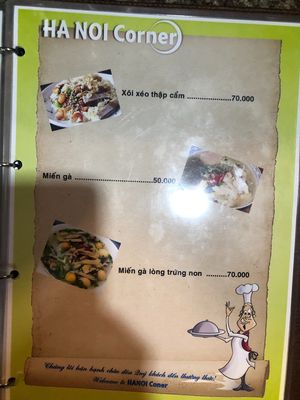 HA NOI Corner
Xôi xéo thập cẩm .....................70.000
Miến gà ................................50.000
Miến gà lòng trứng non ..........70.000
Chúng tôi hân hạnh chào đón Quý khách đến thưởng thức!
Welcome to HANOI Coner